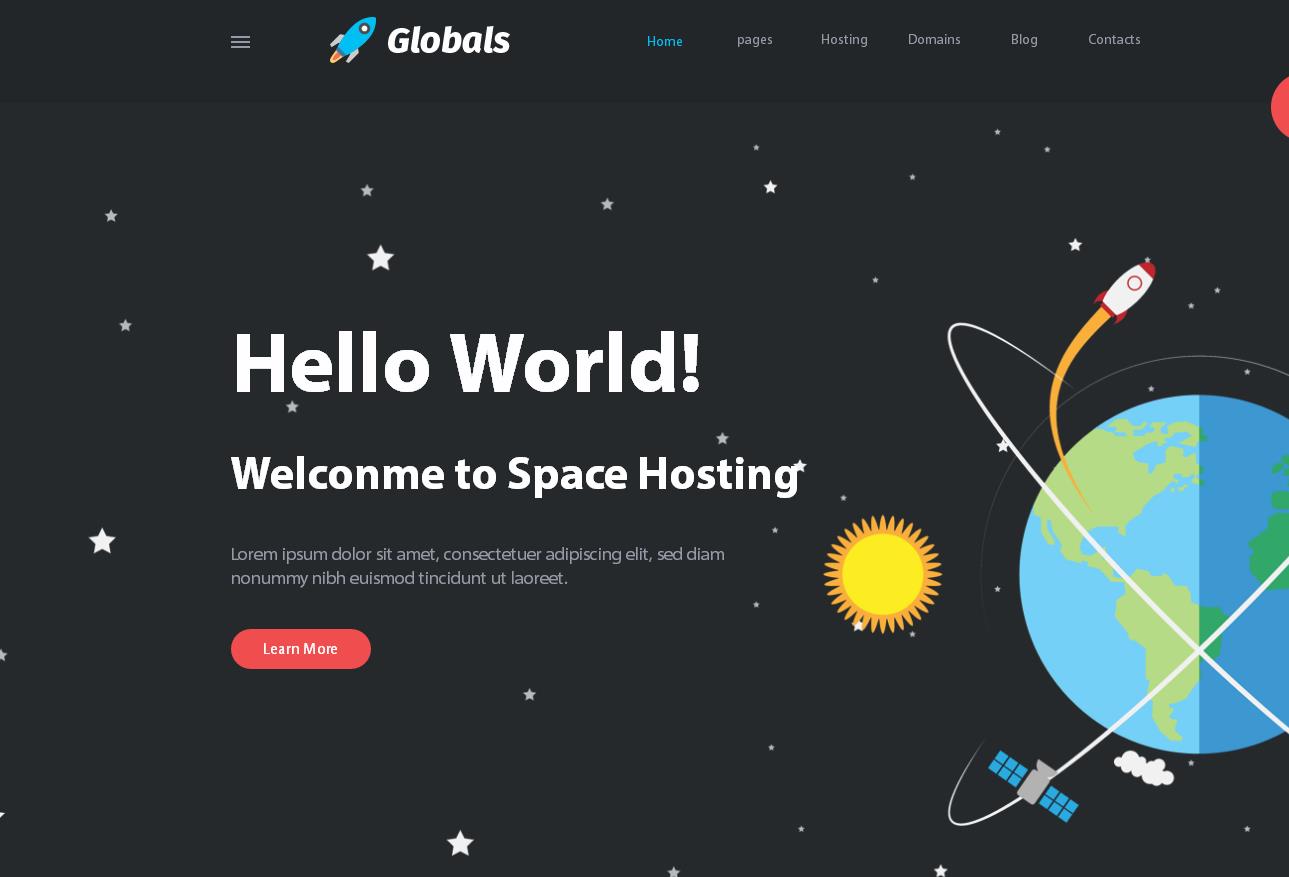 Globals
Home
pages
Hosting
Domains
Blog
Contacts
Hello World!
Welconme to Space Hosting
Lorem ipsum dolor sit amet, consectetuer adipiscing elit, sed diam
nonummy nibh euismod tincidunt ut laoreet.
Learn More